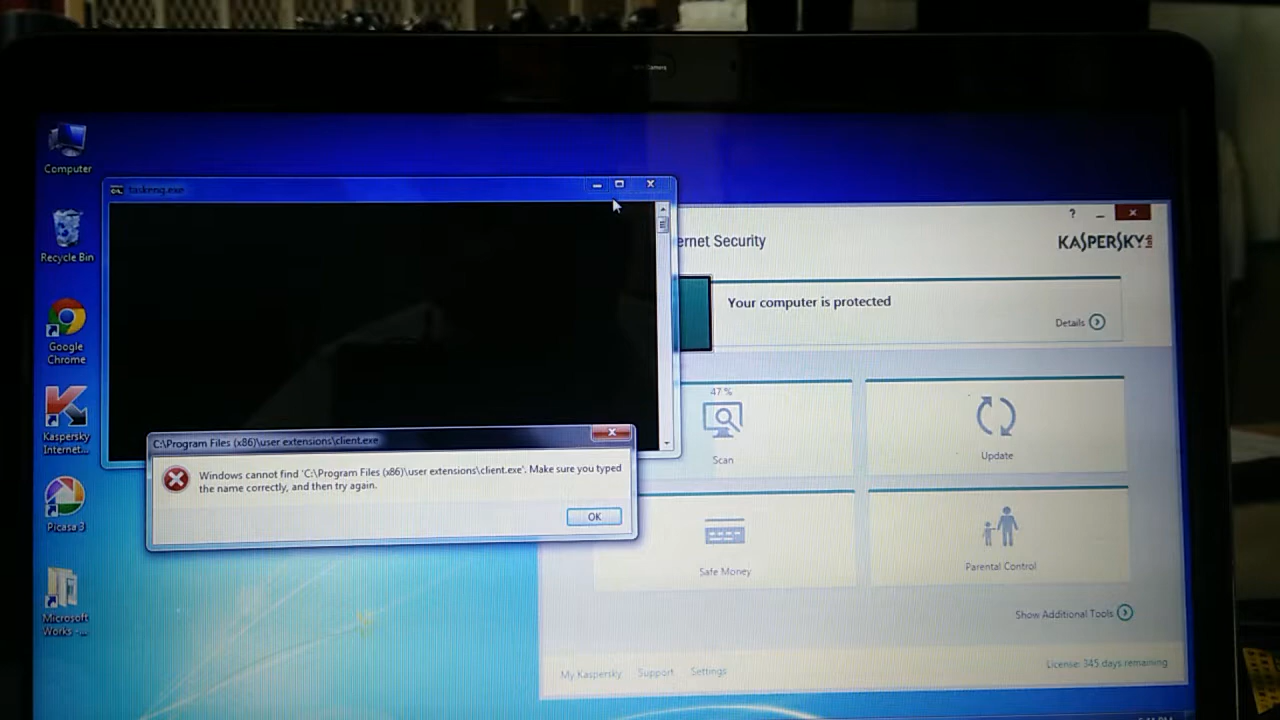 Computer
Recycle Bin
Google
Chrome
Kaspersky
Internet...
Picasa 3
Microsoft
Works -...
taskeng.exe
C:\Program Files (x86)\user extensions\client.exe
Windows cannot find 'C:\Program Files (x86)\user extensions\client.exe'. Make sure you typed
the name correctly, and then try again.
OK
ernet Security
?
KASPERSKY lab
Your computer is protected
Details
47 %
Scan
Update
Safe Money
Parental Control
Show Additional Tools
My Kaspersky Support Settings
License: 345 days remaining